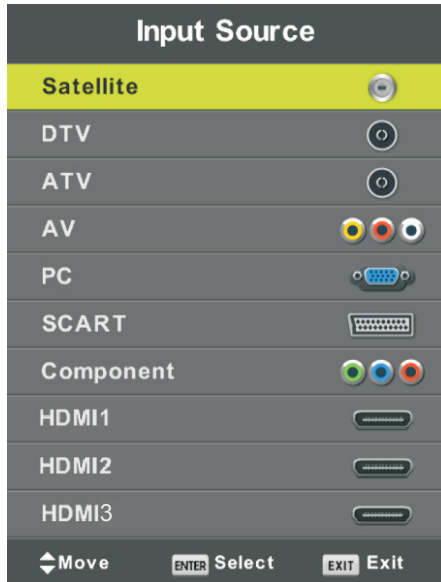 Input Source
Satellite
DTV
ATV
AV
PC
SCART
Component
HDMI1
HDMI2
HDMI3
Move ENTER Select EXIT Exit